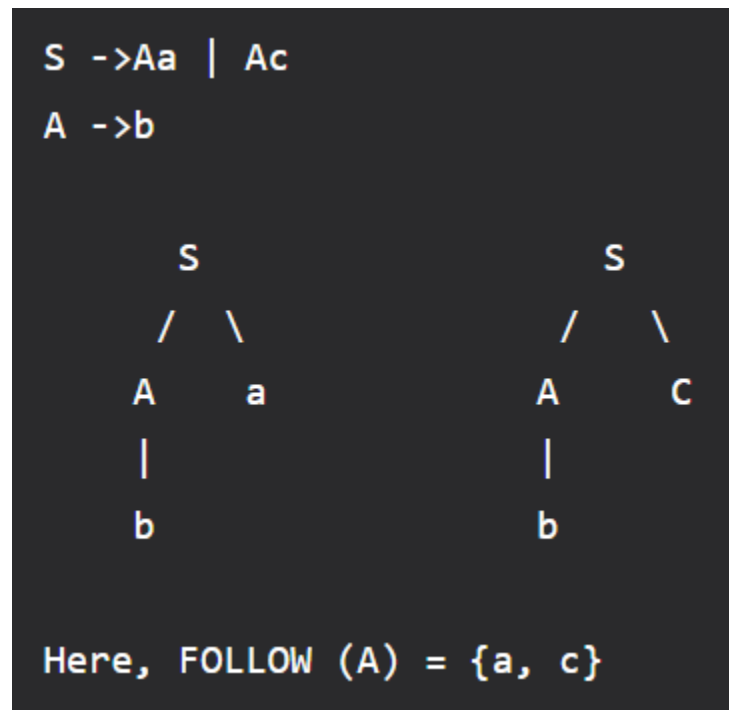 S ->Aa | Ac
A ->b
S S
/ \ / \
A a A C
| |
b b
Here, FOLLOW (A) = {a, c}